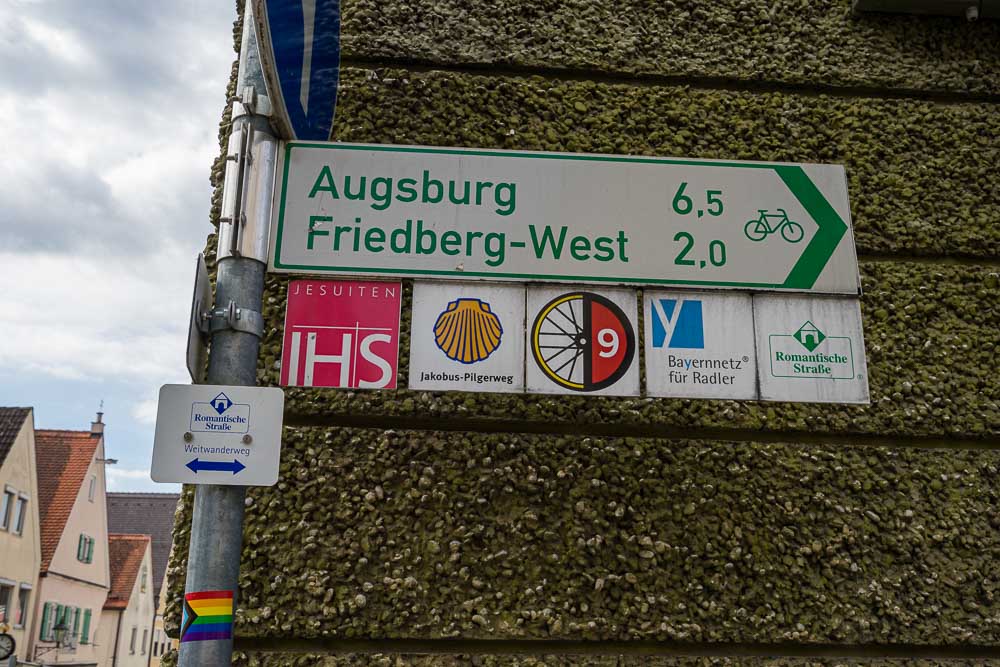 Augsburg 6,5
Friedberg-West 2,0
JESUITEN
IHS
Jakobus-Pilgerweg
9
Bayernnetz®
für Radler
Romantische
Straße
®
Romantische
Straße
Weitwanderweg